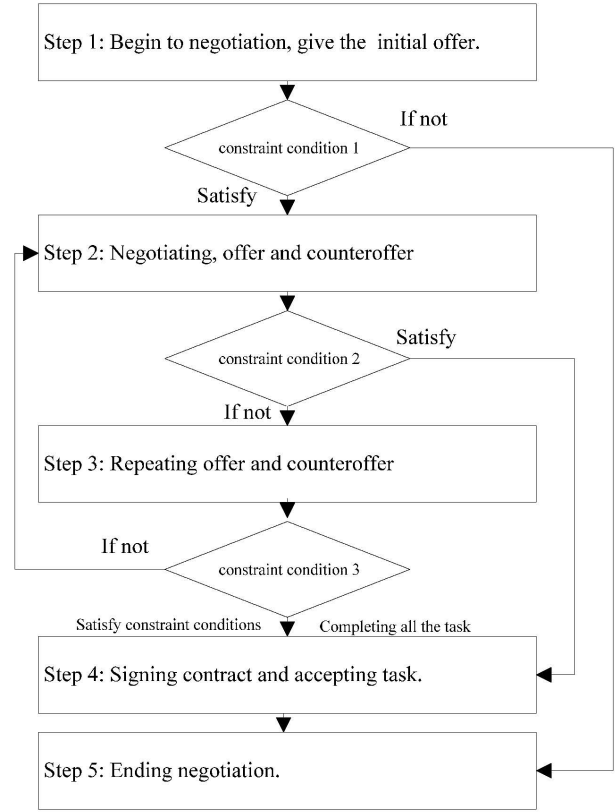 Step 1: Begin to negotiation, give the initial offer.
If not
constraint condition 1
Satisfy
Step 2: Negotiating, offer and counteroffer
Satisfy
constraint condition 2
If not
Step 3: Repeating offer and counteroffer
If not
constraint condition 3
Satisfy constraint conditions
Completing all the task
Step 4: Signing contract and accepting task.
Step 5: Ending negotiation.